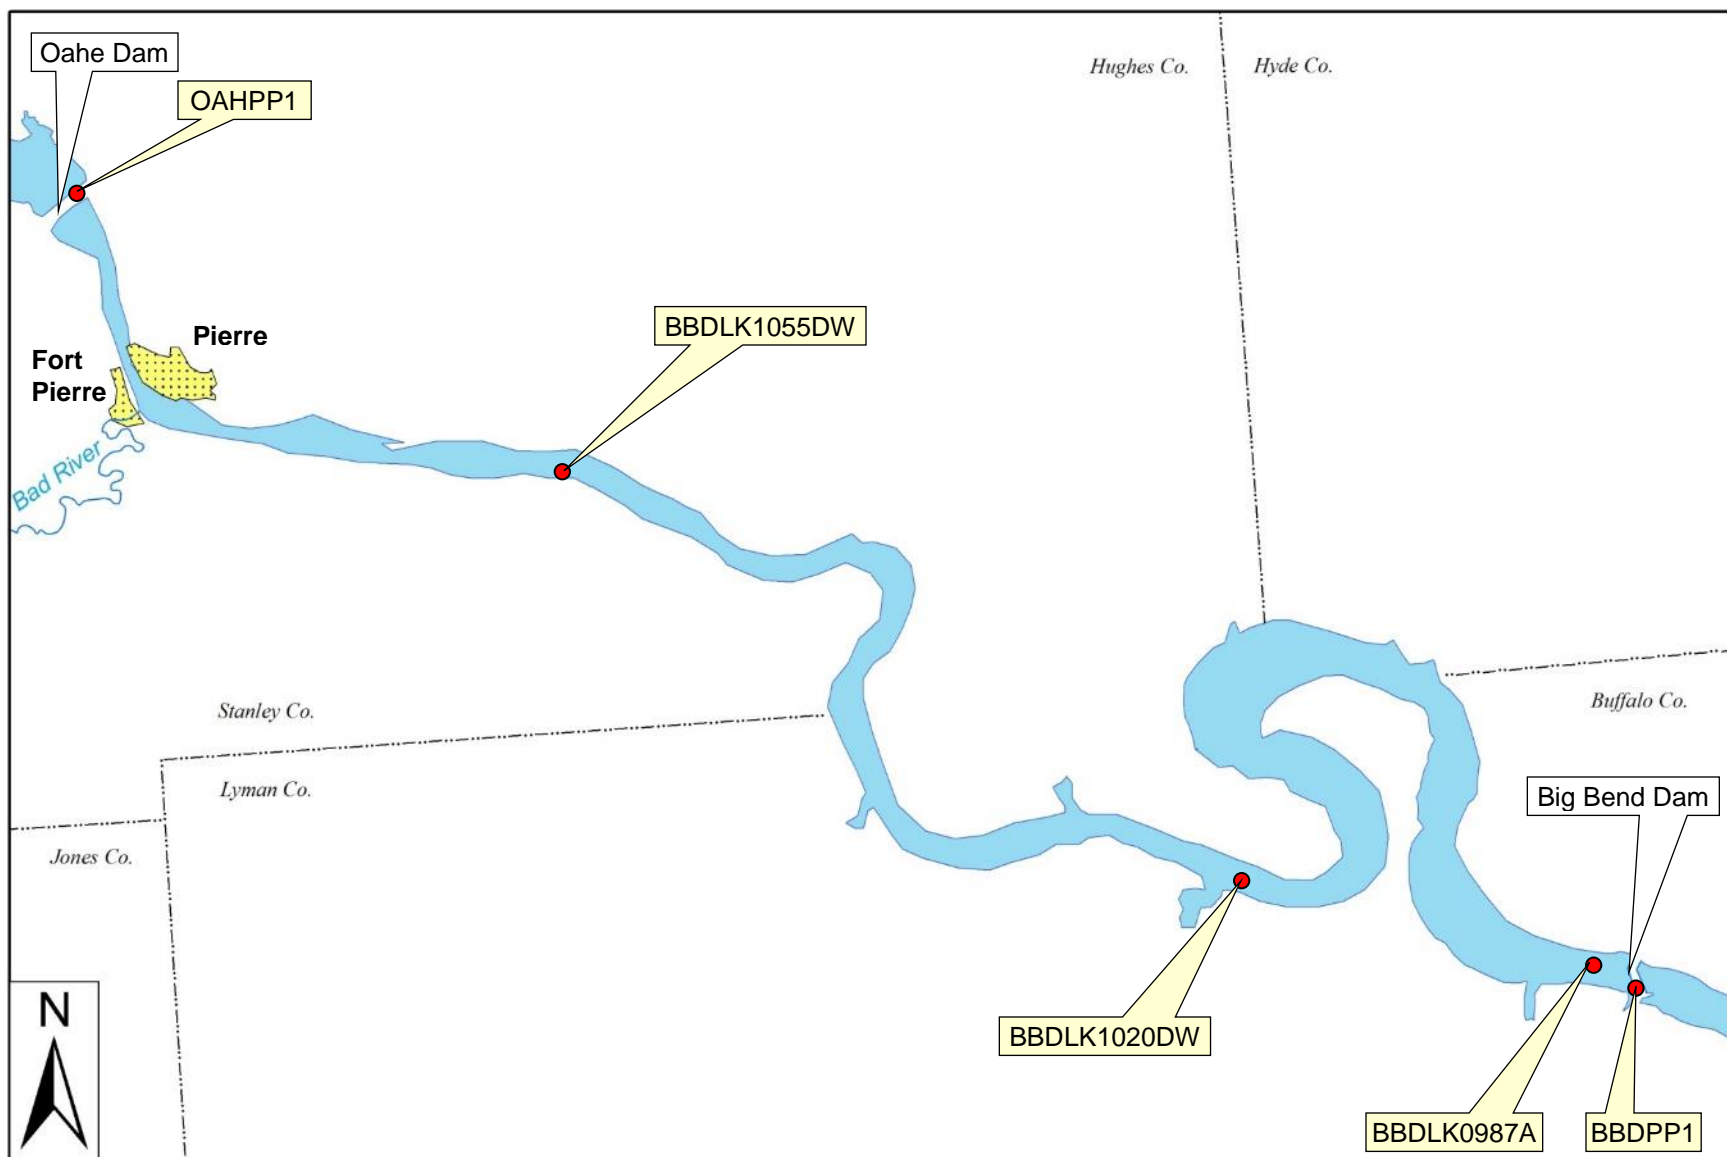 Oahe Dam
OAHPP1
Hughes Co.
Hyde Co.
BBDLK1055DW
Pierre
Fort
Pierre
Bad River
Stanley Co.
Buffalo Co.
Lyman Co.
Big Bend Dam
Jones Co.
N
BBDLK1020DW
BBDLK0987A
BBDPP1